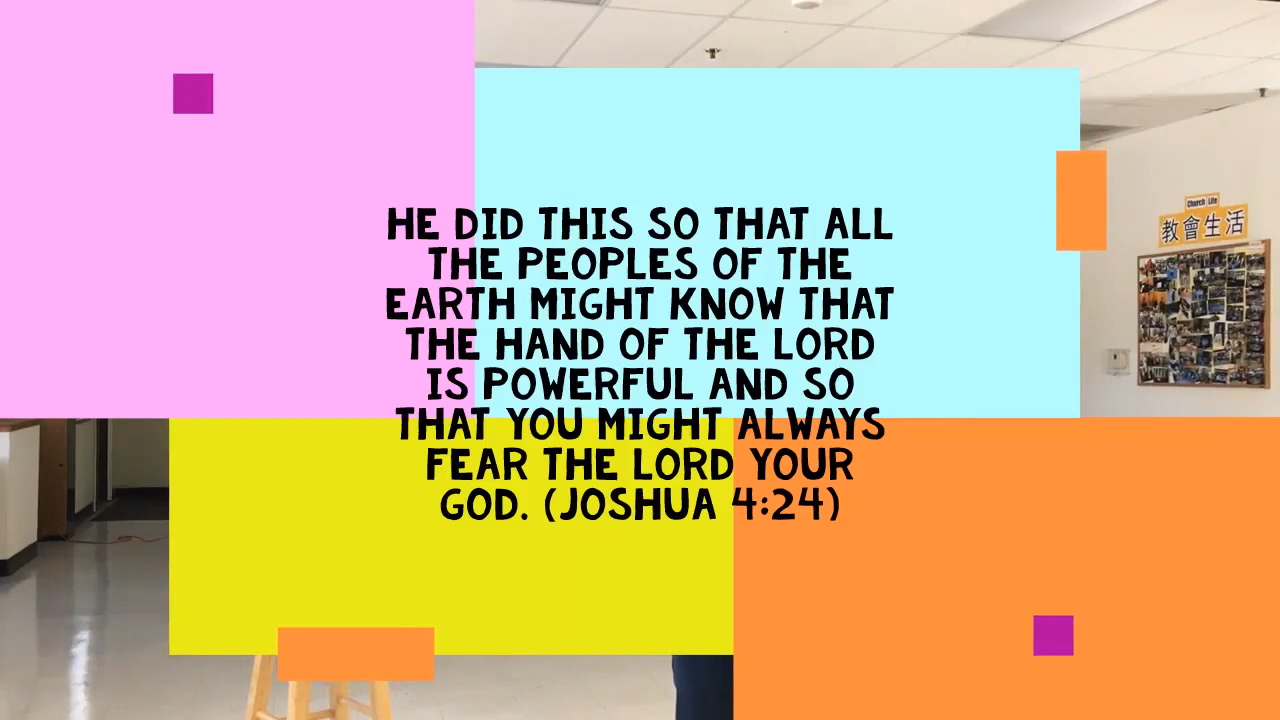 HE DID THIS SO THAT ALL
THE PEOPLES OF THE
EARTH MIGHT KNOW THAT
THE HAND OF THE LORD
IS POWERFUL AND SO
THAT YOU MIGHT ALWAYS
FEAR THE LORD YOUR
GOD. (JOSHUA 4:24)
Church Life
教會生活